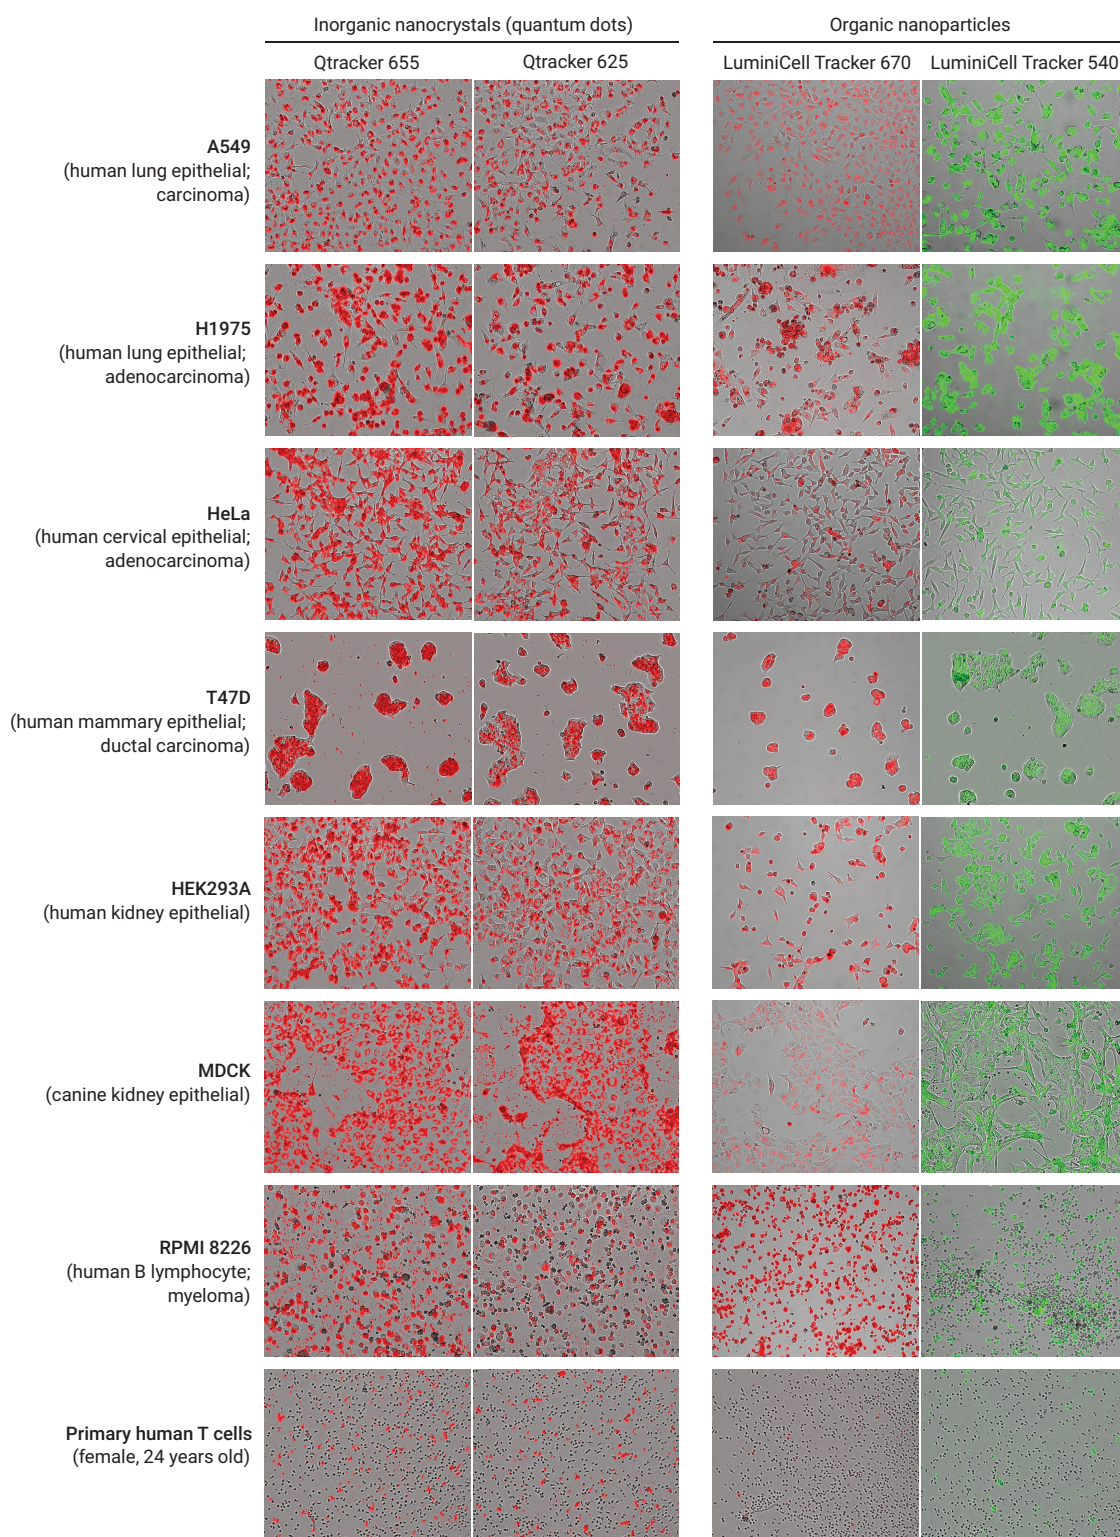 Inorganic nanocrystals (quantum dots)
Organic nanoparticles
Qtracker 655
Qtracker 625
LuminiCell Tracker 670
LuminiCell Tracker 540
A549
(human lung epithelial;
carcinoma)
H1975
(human lung epithelial;
adenocarcinoma)
HeLa
(human cervical epithelial;
adenocarcinoma)
T47D
(human mammary epithelial;
ductal carcinoma)
HEK293A
(human kidney epithelial)
MDCK
(canine kidney epithelial)
RPMI 8226
(human B lymphocyte;
myeloma)
Primary human T cells
(female, 24 years old)